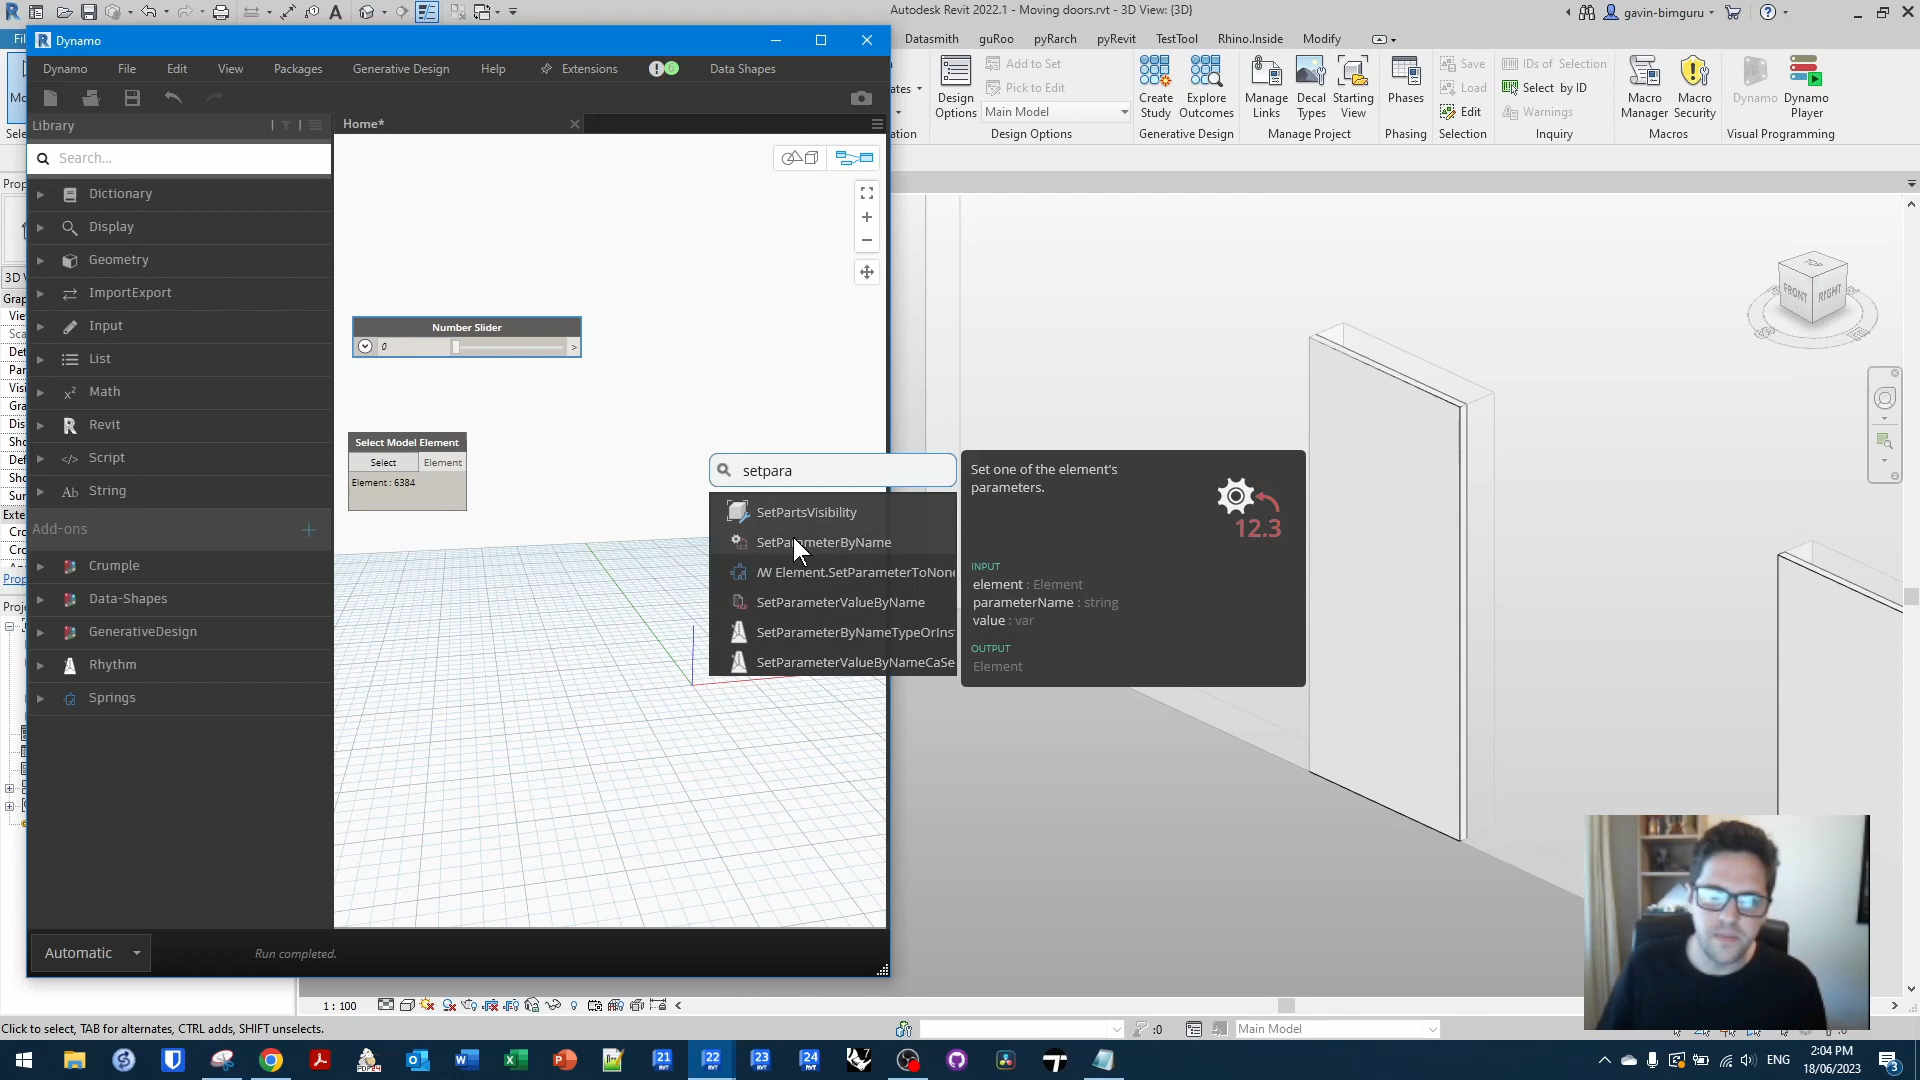 Autodesk Revit 2022.1 - Moving doors.rvt - 3D View: {3D}
gavin-bimguru
Dynamo
Datasmith guRoo pyRarch pyRevit TestTool Rhino.Inside Modify
Dynamo File Edit View Packages Generative Design Help Extensions 6 Data Shapes
Add to Set
Pick to Edit
Main Model
Design Options
Design Options
Create Study
Explore Outcomes
Generative Design
Manage Links
Decal Types
Starting View
Manage Project
Phases
Phasing
Save
Load
Edit
Selection
IDs of Selection
Select by ID
Warnings
Inquiry
Macro Manager
Macro Security
Macros
Dynamo
Dynamo Player
Visual Programming
Library
Home*
Search...
Dictionary
Display
Geometry
ImportExport
Input
List
Math
Revit
Script
String
Add-ons
Crumple
Data-Shapes
GenerativeDesign
Rhythm
Springs
Number Slider
0 >
Select Model Element
Select Element
Element : 6384
setpara
SetPartsVisibility
SetParameterByName
Element.SetParameterToNone
SetParameterValueByName
SetParameterByNameTypeOrIns
SetParameterValueByNameCaSe
Set one of the element's
parameters.
12.3
INPUT
element : Element
parameterName : string
value : var
OUTPUT
Element
TOP
FRONT
RIGHT
Automatic
Run completed.
1 : 100
Click to select, TAB for alternates, CTRL adds, SHIFT unselects.
:0
Main Model
21 22 23 24
ENG
2:04 PM
18/06/2023
3